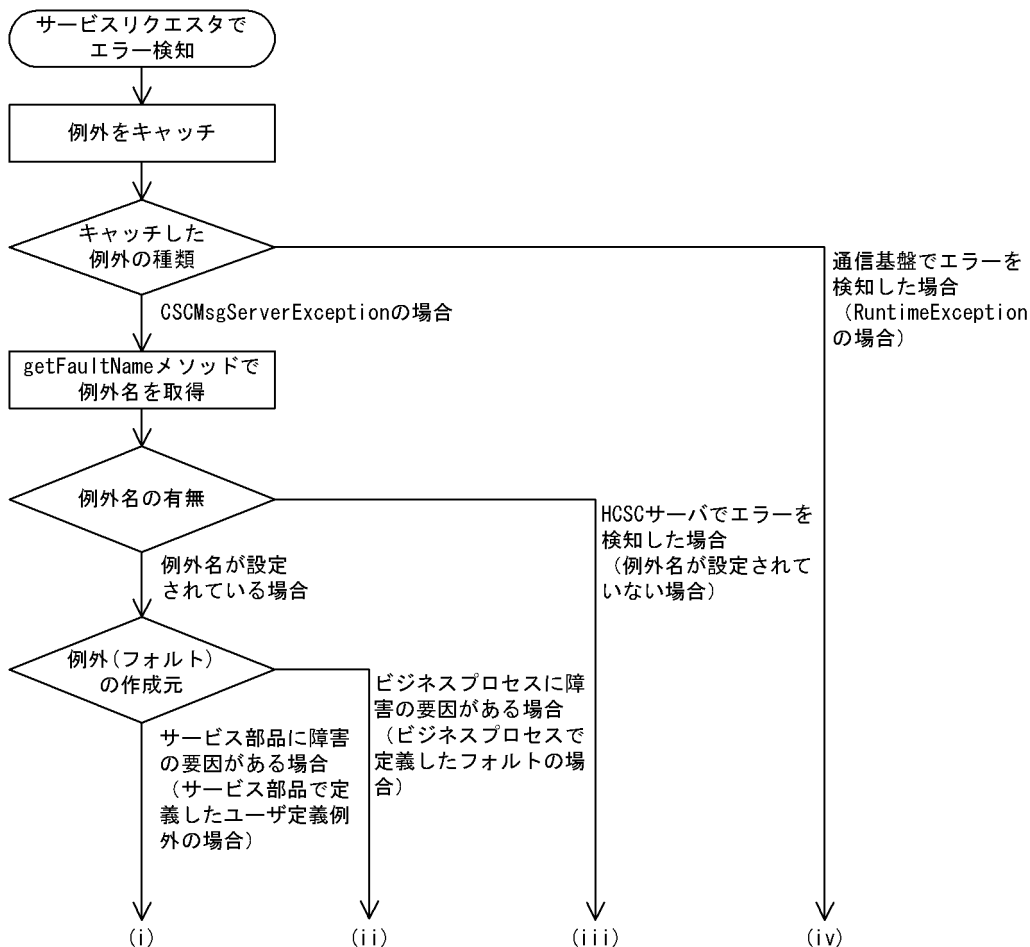 サービスリクエスタで
エラー検知
例外をキャッチ
キャッチした
例外の種類
通信基盤でエラーを
検知した場合
（RuntimeException
の場合）
CSCMsgServerExceptionの場合
getFaultNameメソッドで
例外名を取得
例外名の有無
HCSCサーバでエラーを
検知した場合
（例外名が設定されて
いない場合）
例外名が設定
されている場合
例外(フォルト)
の作成元
ビジネスプロセスに障
害の要因がある場合
（ビジネスプロセスで
定義したフォルトの場
合）
サービス部品に障害
の要因がある場合
（サービス部品で定
義したユーザ定義例
外の場合）
(i)
(ii)
(iii)
(iv)